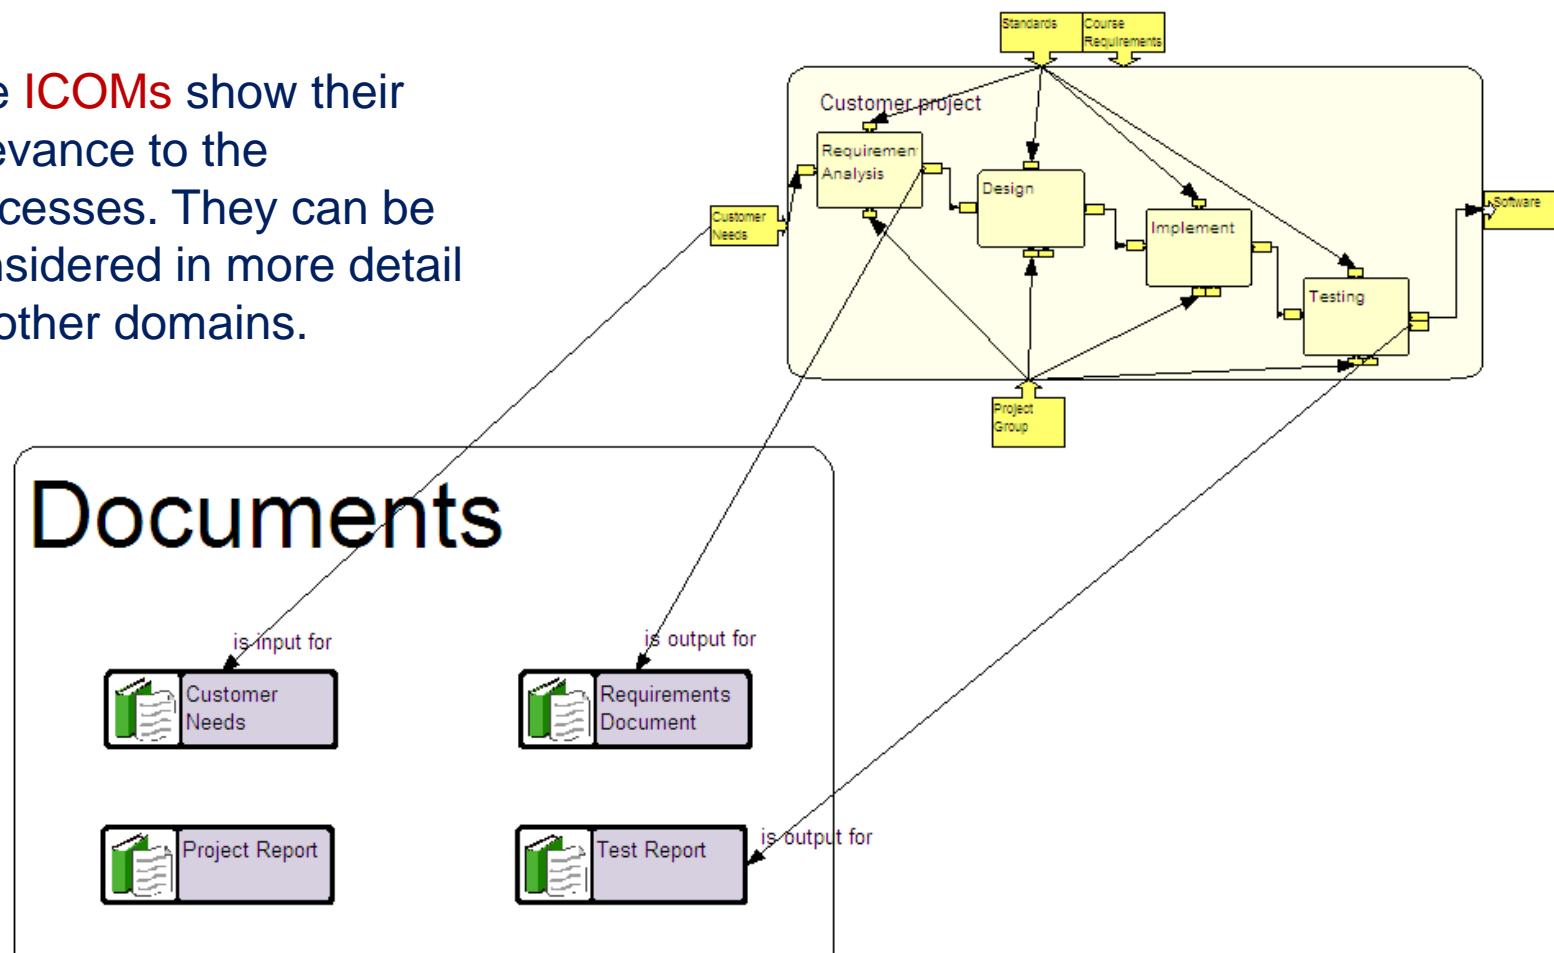 e ICOMs show their
evance to the
cesses. They can be
nsidered in more detail
other domains.
Standards
Course
Requirements
Customer project
Requiremen
Analysis
Design
Implement
Testing
Customer
Needs
Software
Project
Group
Documents
is input for
is output for
Customer
Needs
Requirements
Document
Project Report
Test Report
is output for